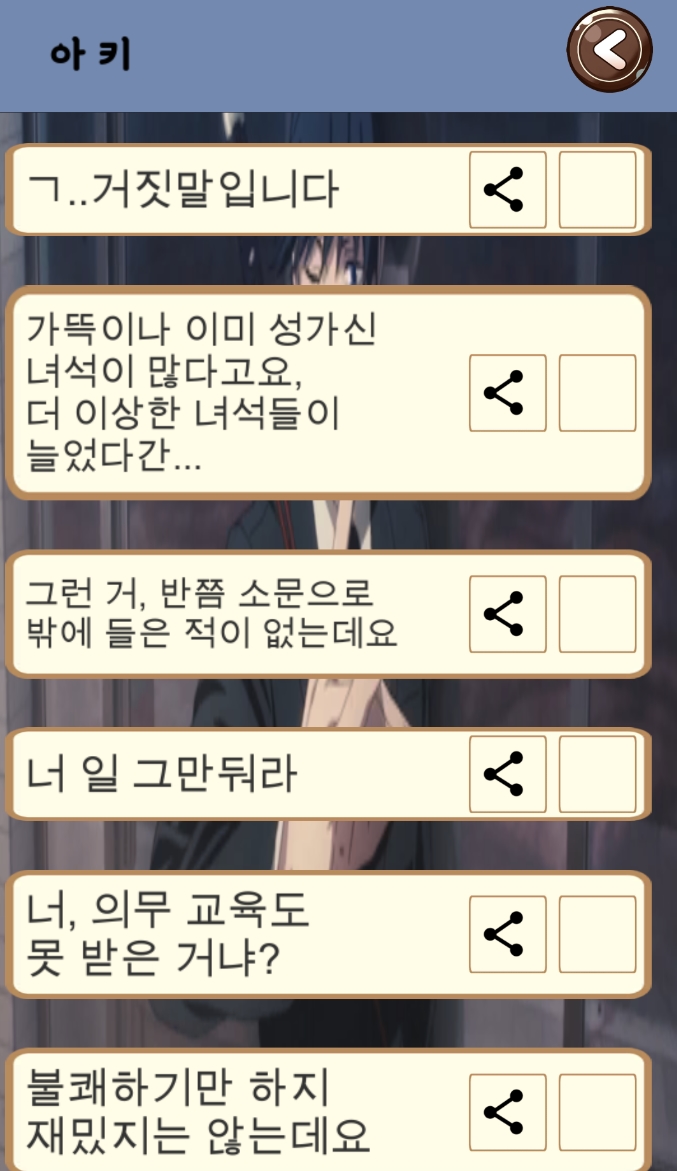 아 키
ㄱ..거짓말입니다
가뜩이나 이미 성가신
녀석이 많다고요,
더 이상한 녀석들이
늘었다간...
그런 거, 반쯤 소문으로
밖에 들은 적이 없는데요
너 일 그만둬라
너, 의무 교육도
못 받은 거냐?
불쾌하기만 하지
재밌지는 않는데요